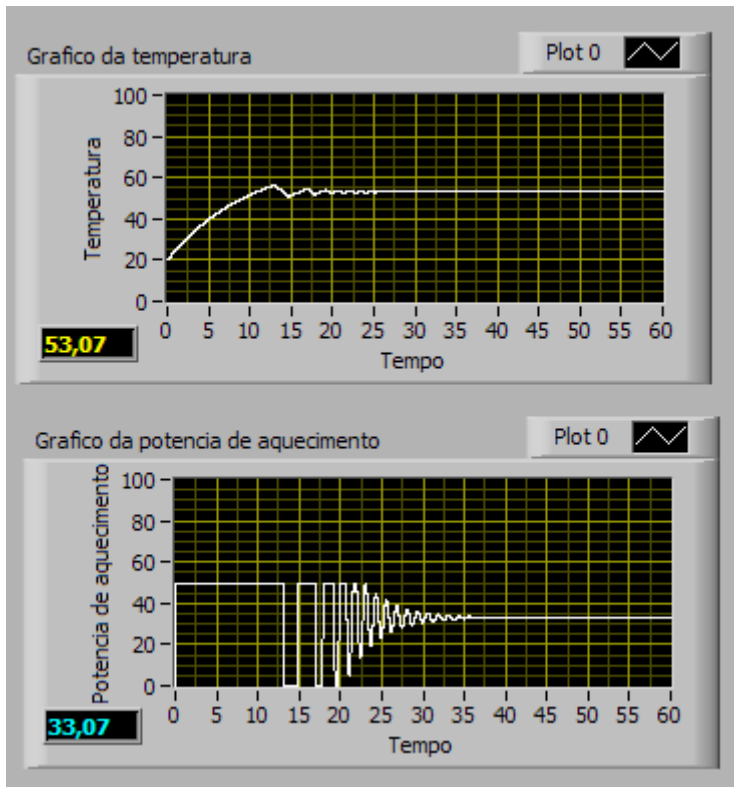 Grafico da temperatura
Plot 0
Temperatura
100
80
60
40
20
0
0 5 10 15 20 25 30 35 40 45 50 55 60
Tempo
53,07
Grafico da potencia de aquecimento
Plot 0
Potencia de aquecimento
100
80
60
40
20
0
0 5 10 15 20 25 30 35 40 45 50 55 60
Tempo
33,07